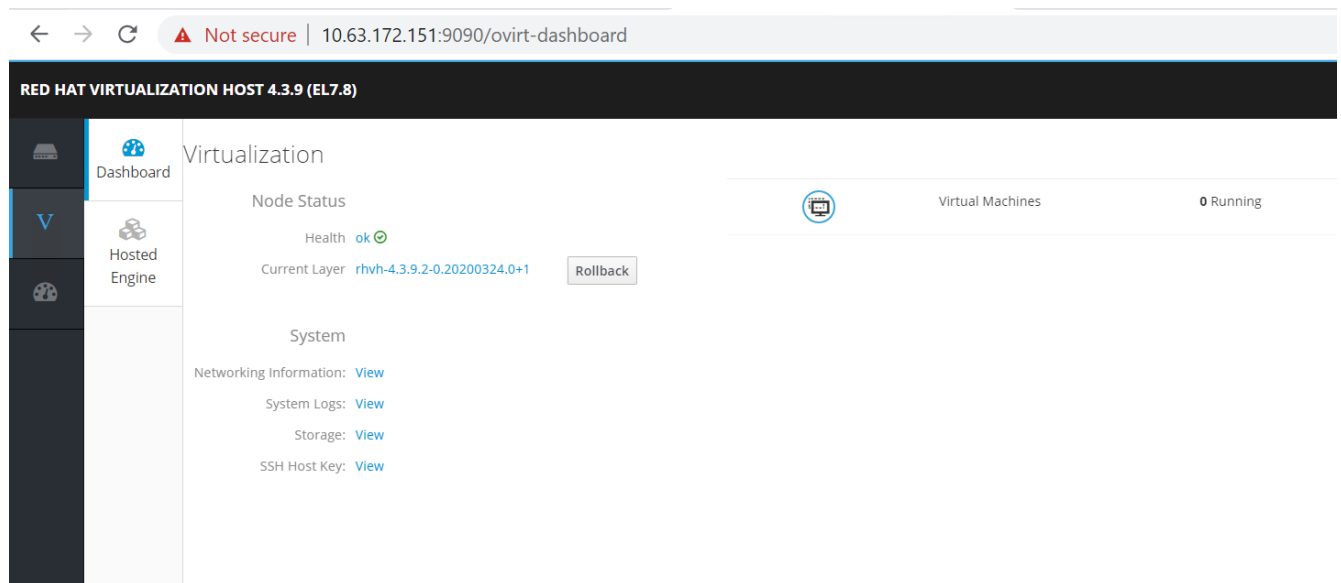 Not secure | 10.63.172.151:9090/ovirt-dashboard
RED HAT VIRTUALIZATION HOST 4.3.9 (EL7.8)
Dashboard
V
Hosted
Engine
Virtualization
Node Status
Health ok
Current Layer rhvh-4.3.9.2-0.20200324.0+1 Rollback
System
Networking Information: View
System Logs: View
Storage: View
SSH Host Key: View
Virtual Machines 0 Running